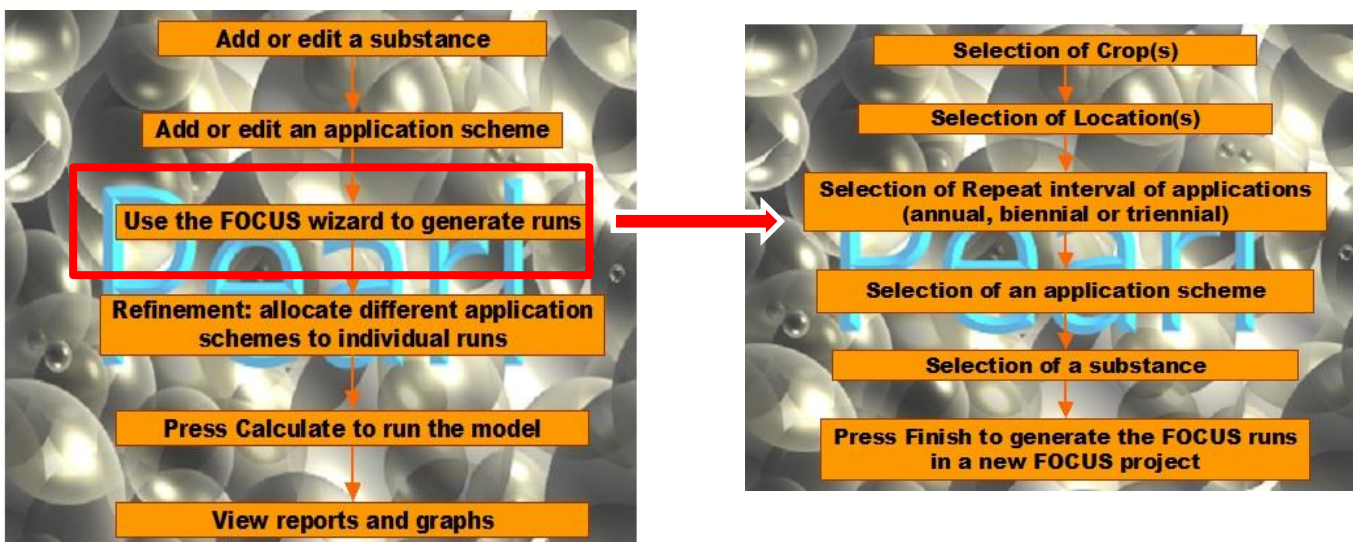 Add or edit a substance
Add or edit an application scheme
Use the FOCUS wizard to generate runs
Refinement: allocate different application
schemes to individual runs
Press Calculate to run the model
View reports and graphs
Pearl
Selection of Crop(s)
Selection of Location(s)
Selection of Repeat interval of applications
(annual, biennial or triennial)
Selection of an application scheme
Selection of a substance
Press Finish to generate the FOCUS runs
in a new FOCUS project
Pearl